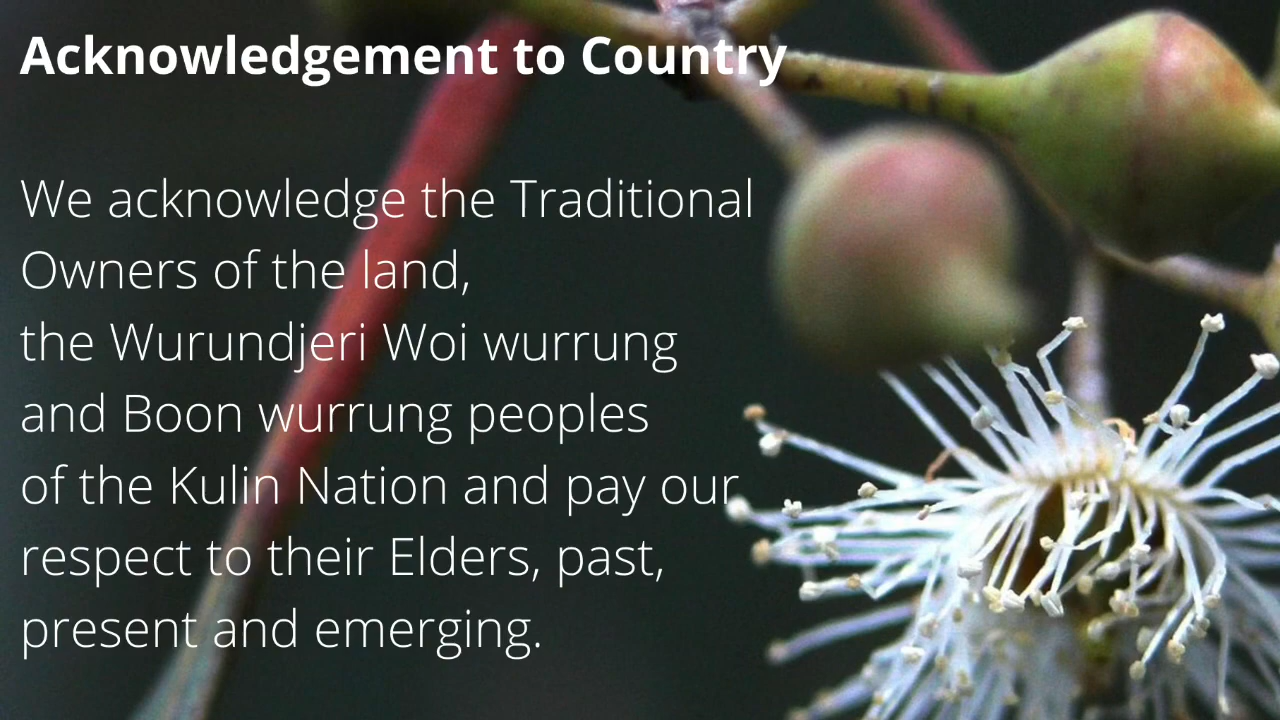 Acknowledgement to Country
We acknowledge the Traditional
Owners of the land,
the Wurundjeri Woi wurrung
and Boon wurrung peoples
of the Kulin Nation and pay our
respect to their Elders, past,
present and emerging.